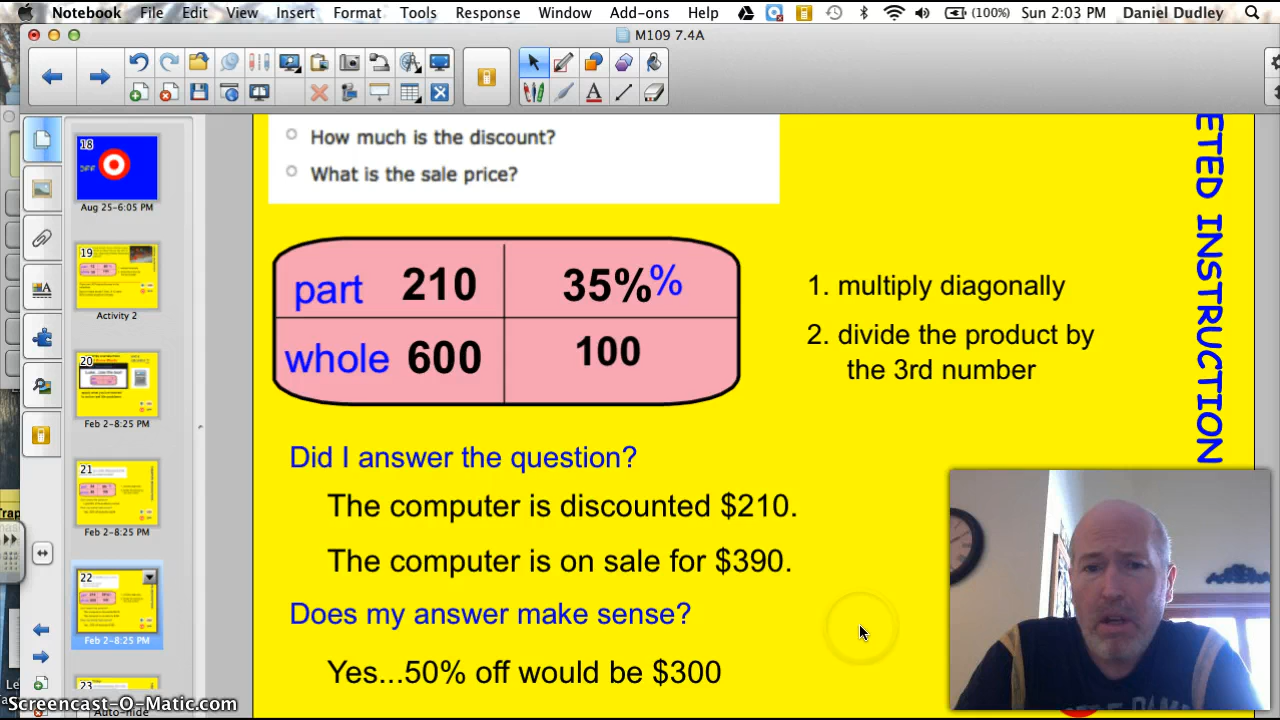 Notebook File Edit View Insert Format Tools Response Window Add-ons Help (100%) Sun 2:03 PM Daniel Dudley
M109 7.4A
How much is the discount?
What is the sale price?
part 210 35%%
whole 600 100
1. multiply diagonally
2. divide the product by
the 3rd number
Did I answer the question?
The computer is discounted $210.
The computer is on sale for $390.
Does my answer make sense?
Yes...50% off would be $300
ETED INSTRUCTION
18
Aug 25-6:05 PM
19
Activity 2
20
Feb 2-8:25 PM
21
Feb 2-8:25 PM
22
Feb 2-8:25 PM
23
Auto-hide
Trap
Le
Screencast-O-Matic.com